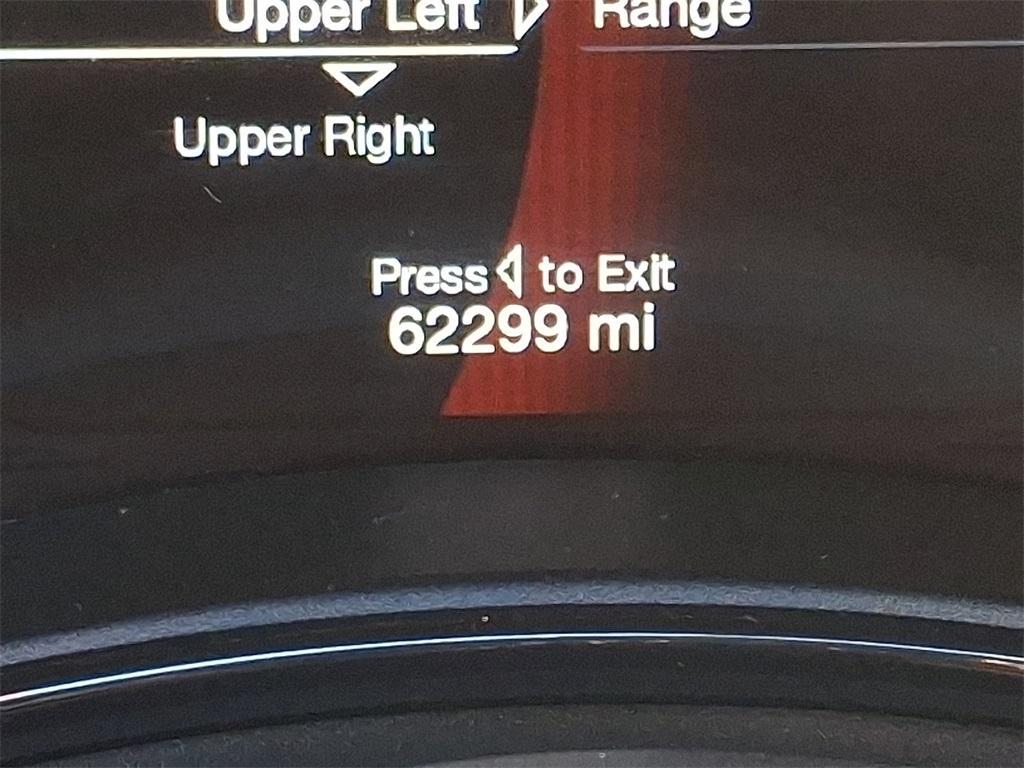 Upper Left Range
Upper Right
Press to Exit
62299 mi